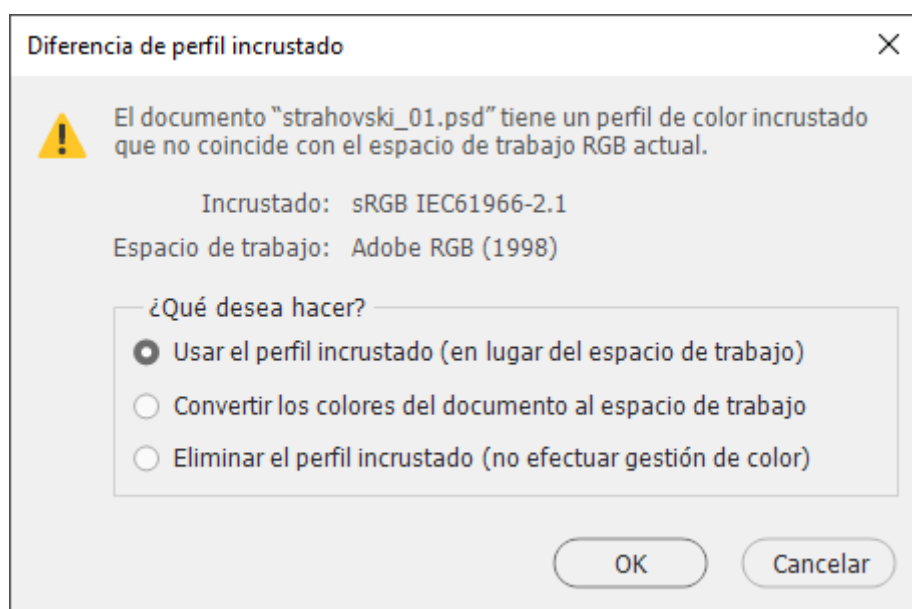 Diferencia de perfil incrustado
El documento “strahovski_01.psd” tiene un perfil de color incrustado
que no coincide con el espacio de trabajo RGB actual.
Incrustado: sRGB IEC61966-2.1
Espacio de trabajo: Adobe RGB (1998)
¿Qué desea hacer?
Usar el perfil incrustado (en lugar del espacio de trabajo)
Convertir los colores del documento al espacio de trabajo
Eliminar el perfil incrustado (no efectuar gestión de color)
OK Cancelar